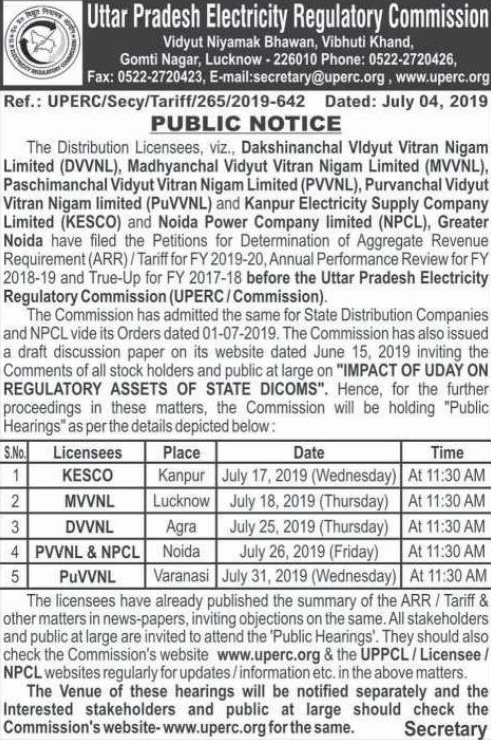 Uttar Pradesh Electricity Regulatory Commission
Vidyut Niyamak Bhawan, Vibhuti Khand,
Gomti Nagar, Lucknow - 226010 Phone: 0522-2720426,
Fax: 0522-2720423, E-mail:secretary@uperc.org , www.uperc.org
Ref.: UPERC/Secy/Tariff/265/2019-642 Dated: July 04, 2019
PUBLIC NOTICE
The Distribution Licensees, viz., Dakshinanchal VIdyut Vitran Nigam
Limited (DVVNL), Madhyanchal Vidyut Vitran Nigam Limited (MVVNL),
Paschimanchal Vidyut Vitran Nigam Limited (PVVNL), Purvanchal Vidyut
Vitran Nigam limited (PuVVNL) and Kanpur Electricity Supply Company
Limited (KESCO) and Noida Power Company limited (NPCL), Greater
Noida have filed the Petitions for Determination of Aggregate Revenue
Requirement (ARR) / Tariff for FY 2019-20, Annual Performance Review for FY
2018-19 and True-Up for FY 2017-18 before the Uttar Pradesh Electricity
Regulatory Commission (UPERC / Commission).
The Commission has admitted the same for State Distribution Companies
and NPCL vide its Orders dated 01-07-2019. The Commission has also issued
a draft discussion paper on its website dated June 15, 2019 inviting the
Comments of all stock holders and public at large on "IMPACT OF UDAY ON
REGULATORY ASSETS OF STATE DICOMS". Hence, for the further
proceedings in these matters, the Commission will be holding "Public
Hearings" as per the details depicted below :
S.No. Licensees Place Date Time
1 KESCO Kanpur July 17, 2019 (Wednesday) At 11:30 AM
2 MVVNL Lucknow July 18, 2019 (Thursday) At 11:30 AM
3 DVVNL Agra July 25, 2019 (Thursday) At 11:30 AM
4 PVVNL & NPCL Noida July 26, 2019 (Friday) At 11:30 AM
5 PuVVNL Varanasi July 31, 2019 (Wednesday) At 11:30 AM
The licensees have already published the summary of the ARR / Tariff &
other matters in news-papers, inviting objections on the same. All stakeholders
and public at large are invited to attend the 'Public Hearings'. They should also
check the Commission's website www.uperc.org & the UPPCL / Licensee /
NPCL websites regularly for updates / information etc. in the above matters.
The Venue of these hearings will be notified separately and the
Interested stakeholders and public at large should check the
Commission's website- www.uperc.org for the same. Secretary